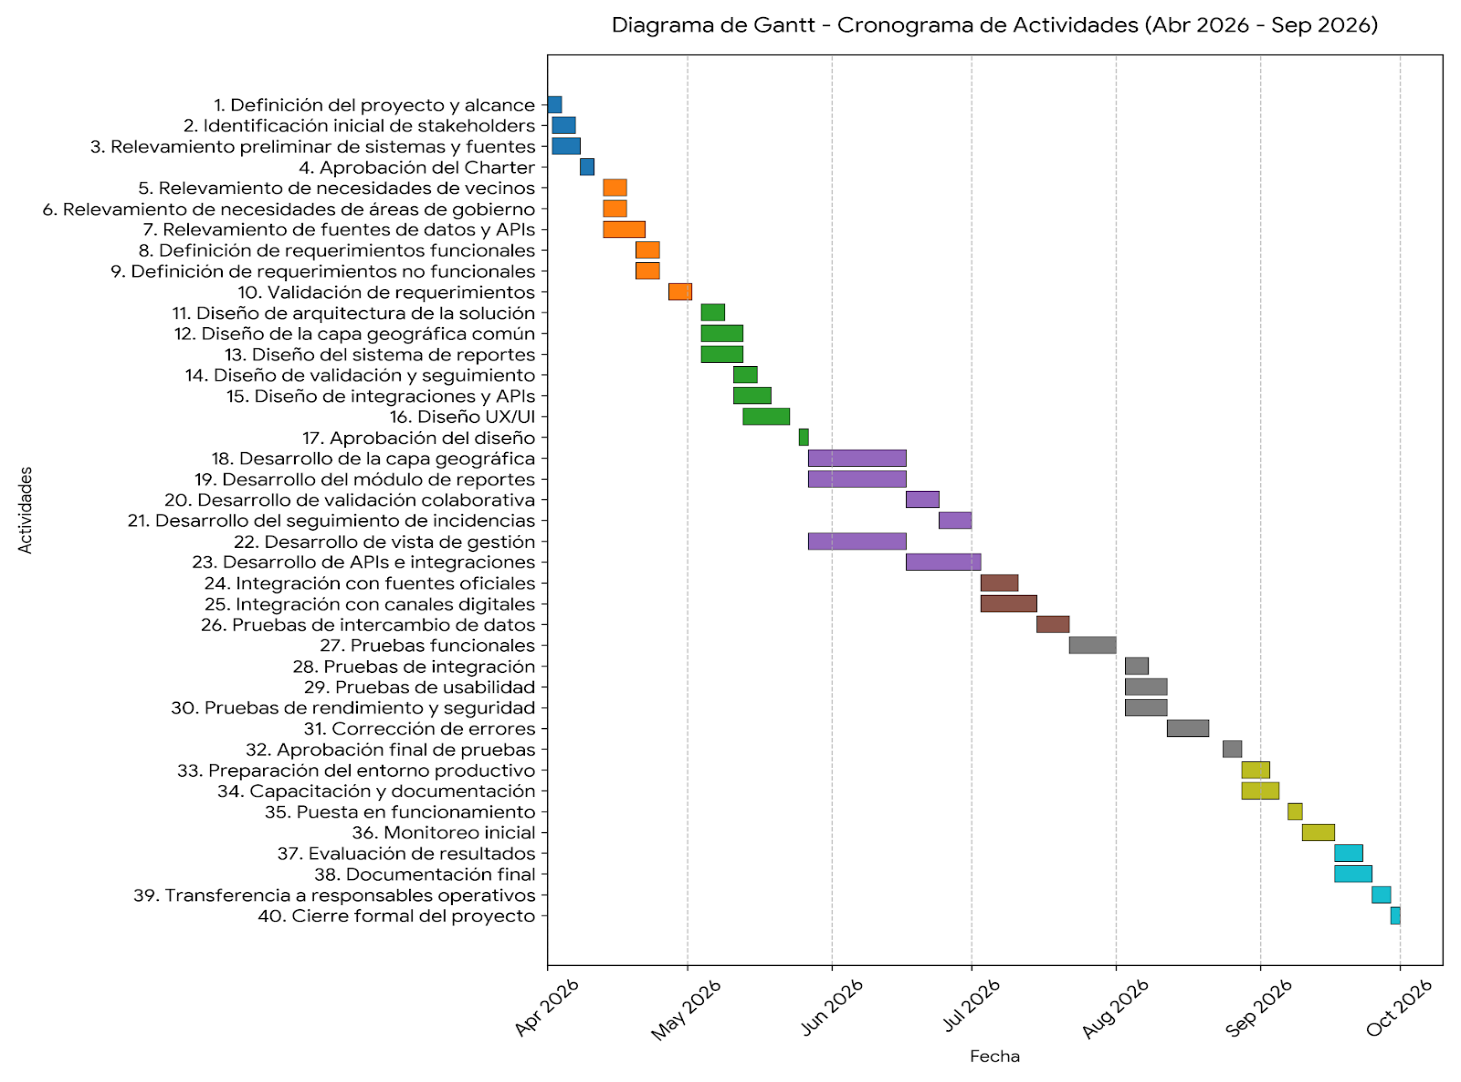 Diagrama de Gantt - Cronograma de Actividades (Abr 2026 - Sep 2026)
Actividades
1. Definición del proyecto y alcance
2. Identificación inicial de stakeholders
3. Relevamiento preliminar de sistemas y fuentes
4. Aprobación del Charter
5. Relevamiento de necesidades de vecinos
6. Relevamiento de necesidades de áreas de gobierno
7. Relevamiento de fuentes de datos y APIs
8. Definición de requerimientos funcionales
9. Definición de requerimientos no funcionales
10. Validación de requerimientos
11. Diseño de arquitectura de la solución
12. Diseño de la capa geográfica común
13. Diseño del sistema de reportes
14. Diseño de validación y seguimiento
15. Diseño de integraciones y APIs
16. Diseño UX/UI
17. Aprobación del diseño
18. Desarrollo de la capa geográfica
19. Desarrollo del módulo de reportes
20. Desarrollo de validación colaborativa
21. Desarrollo del seguimiento de incidencias
22. Desarrollo de vista de gestión
23. Desarrollo de APIs e integraciones
24. Integración con fuentes oficiales
25. Integración con canales digitales
26. Pruebas de intercambio de datos
27. Pruebas funcionales
28. Pruebas de integración
29. Pruebas de usabilidad
30. Pruebas de rendimiento y seguridad
31. Corrección de errores
32. Aprobación final de pruebas
33. Preparación del entorno productivo
34. Capacitación y documentación
35. Puesta en funcionamiento
36. Monitoreo inicial
37. Evaluación de resultados
38. Documentación final
39. Transferencia a responsables operativos
40. Cierre formal del proyecto
Apr 2026
May 2026
Jun 2026
Jul 2026
Aug 2026
Sep 2026
Oct 2026
Fecha